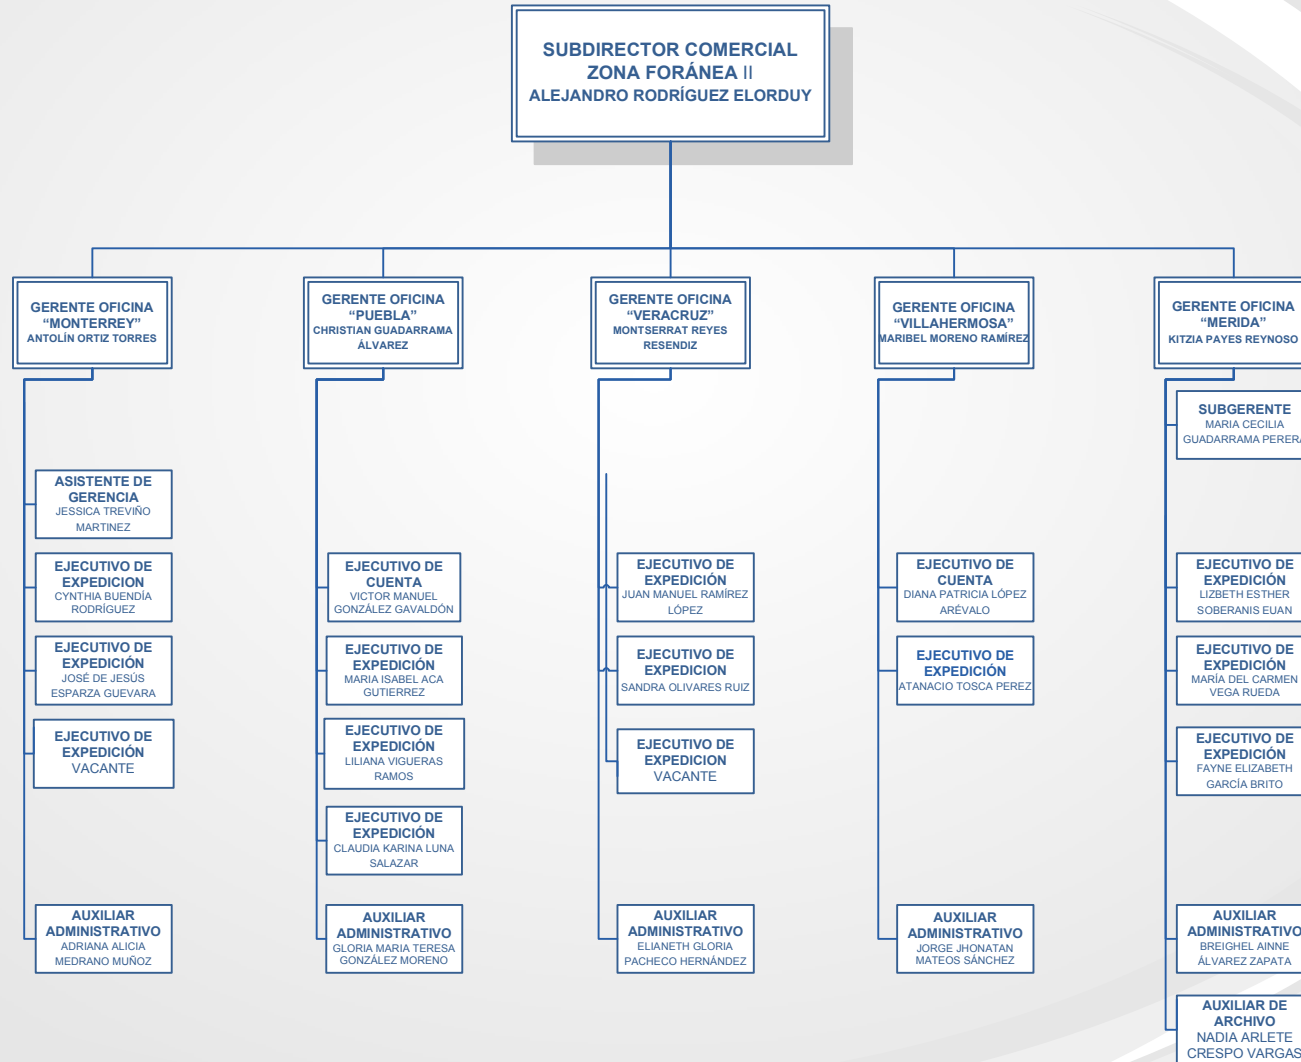 SUBDIRECTOR COMERCIAL
ZONA FORÁNEA II
ALEJANDRO RODRÍGUEZ ELORDUY
GERENTE OFICINA
“MONTERREY”
ANTOLÍN ORTIZ TORRES
ASISTENTE DE
GERENCIA
JESSICA TREVIÑO
MARTINEZ
EJECUTIVO DE
EXPEDICION
CYNTHIA BUENDÍA
RODRÍGUEZ
EJECUTIVO DE
EXPEDICIÓN
JOSÉ DE JESÚS
ESPARZA GUEVARA
EJECUTIVO DE
EXPEDICIÓN
VACANTE
AUXILIAR
ADMINISTRATIVO
ADRIANA ALICIA
MEDRANO MUÑOZ
GERENTE OFICINA
“PUEBLA”
CHRISTIAN GUADARRAMA
ÁLVAREZ
EJECUTIVO DE
CUENTA
VICTOR MANUEL
GONZÁLEZ GAVALDÓN
EJECUTIVO DE
EXPEDICIÓN
MARIA ISABEL ACA
GUTIERREZ
EJECUTIVO DE
EXPEDICIÓN
LILIANA VIGUERAS
RAMOS
EJECUTIVO DE
EXPEDICIÓN
CLAUDIA KARINA LUNA
SALAZAR
AUXILIAR
ADMINISTRATIVO
GLORIA MARIA TERESA
GONZÁLEZ MORENO
GERENTE OFICINA
“VERACRUZ”
MONTSERRAT REYES
RESENDIZ
EJECUTIVO DE
EXPEDICIÓN
JUAN MANUEL RAMÍREZ
LÓPEZ
EJECUTIVO DE
EXPEDICION
SANDRA OLIVARES RUIZ
EJECUTIVO DE
EXPEDICION
VACANTE
AUXILIAR
ADMINISTRATIVO
ELIANETH GLORIA
PACHECO HERNÁNDEZ
GERENTE OFICINA
“VILLAHERMOSA”
MARIBEL MORENO RAMÍREZ
EJECUTIVO DE
CUENTA
DIANA PATRICIA LÓPEZ
ARÉVALO
EJECUTIVO DE
EXPEDICIÓN
ATANACIO TOSCA PEREZ
AUXILIAR
ADMINISTRATIVO
JORGE JHONATAN
MATEOS SÁNCHEZ
GERENTE OFICINA
“MERIDA”
KITZIA PAYES REYNOSO
SUBGERENTE
MARIA CECILIA
GUADARRAMA PERERA
EJECUTIVO DE
EXPEDICIÓN
LIZBETH ESTHER
SOBERANIS EUAN
EJECUTIVO DE
EXPEDICIÓN
MARÍA DEL CARMEN
VEGA RUEDA
EJECUTIVO DE
EXPEDICIÓN
FAYNE ELIZABETH
GARCÍA BRITO
AUXILIAR
ADMINISTRATIVO
BREIGHEL AINNE
ÁLVAREZ ZAPATA
AUXILIAR DE
ARCHIVO
NADIA ARLETE
CRESPO VARGAS